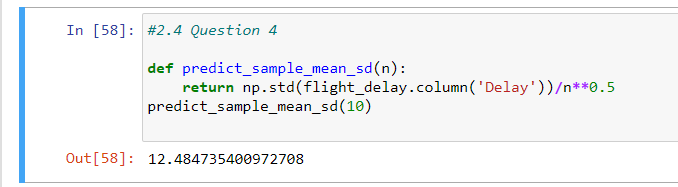 In [58]: #2.4 Question 4
def predict_sample_mean_sd(n):
    return np.std(flight_delay.column('Delay'))/n**0.5
predict_sample_mean_sd(10)
Out[58]: 12.484735400972708